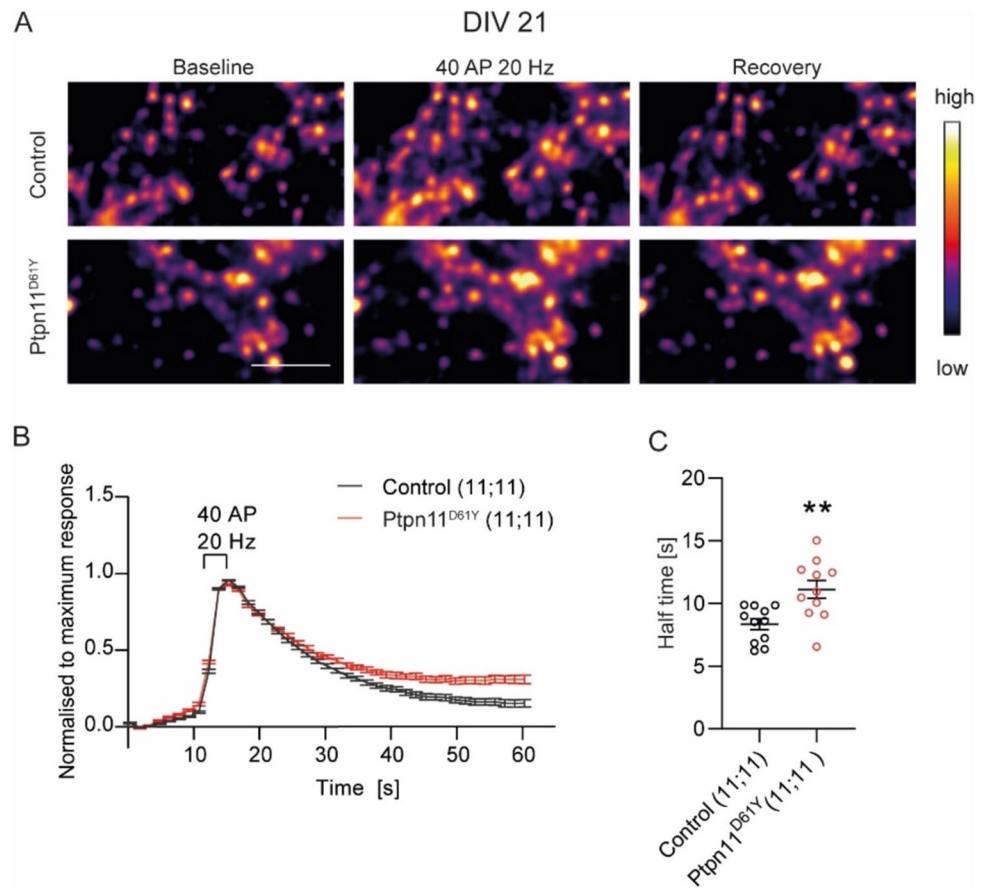 A
DIV 21
Baseline
40 AP 20 Hz
Recovery
Control
Ptpn11D61Y
high
low
B
Normalised to maximum response
1.5
1.0
0.5
0.0
40 AP
20 Hz
Control (11;11)
Ptpn11D61Y (11;11)
10 20 30 40 50 60
Time [s]
C
Half time [s]
20
15
10
5
0
**
Control (11;11)
Ptpn11D61Y(11;11 )